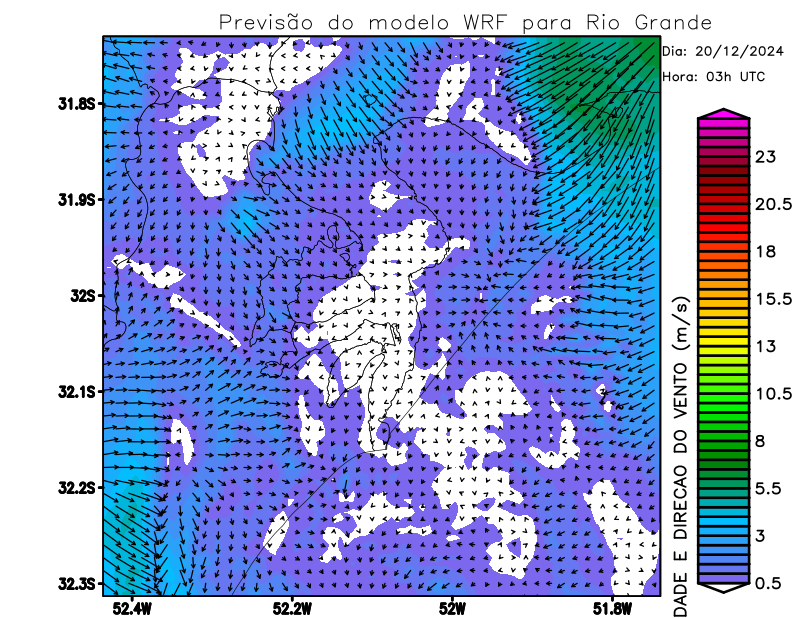 Previsão do modelo WRF para Rio Grande
Dia: 20/12/2024
Hora: 03h UTC
31.8S
31.9S
32S
32.1S
32.2S
32.3S
52.4W
52.2W
52W
51.8W
23
20.5
18
15.5
13
10.5
8
5.5
3
0.5
DADE E DIRECAO DO VENTO (m/s)